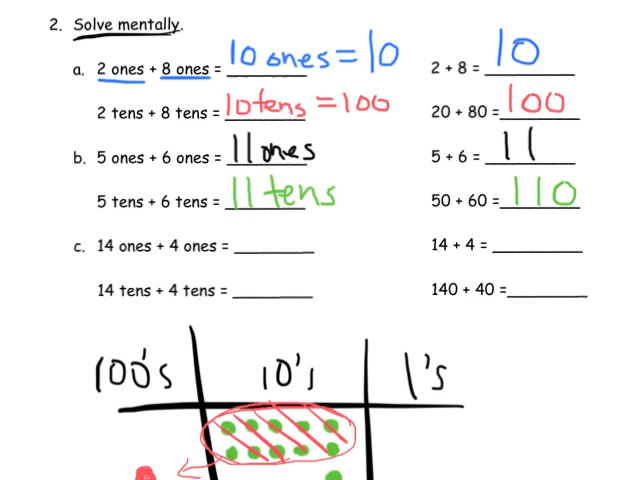 2. Solve mentally.
a. 2 ones + 8 ones = 10 ones = 10 2 + 8 = 10
2 tens + 8 tens = 10 tens = 100 20 + 80 = 100
b. 5 ones + 6 ones = 11 ones 5 + 6 = 11
5 tens + 6 tens = 11 tens 50 + 60 = 110
c. 14 ones + 4 ones = 14 + 4 =
14 tens + 4 tens = 140 + 40 =
100's 10's 1's